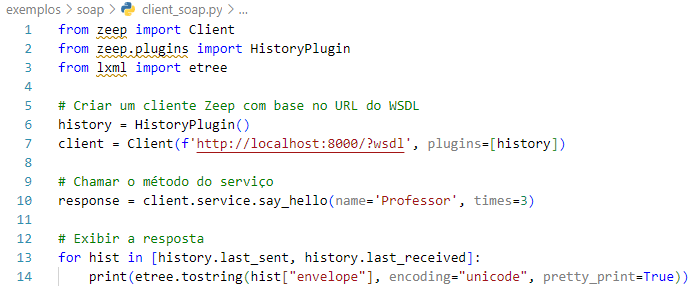 exemplos > soap > client_soap.py > ...
1 from zeep import Client
2 from zeep.plugins import HistoryPlugin
3 from lxml import etree
4
5 # Criar um cliente Zeep com base no URL do WSDL
6 history = HistoryPlugin()
7 client = Client(f'http://localhost:8000/?wsdl', plugins=[history])
8
9 # Chamar o método do serviço
10 response = client.service.say_hello(name='Professor', times=3)
11
12 # Exibir a resposta
13 for hist in [history.last_sent, history.last_received]:
14     print(etree.tostring(hist["envelope"], encoding="unicode", pretty_print=True))